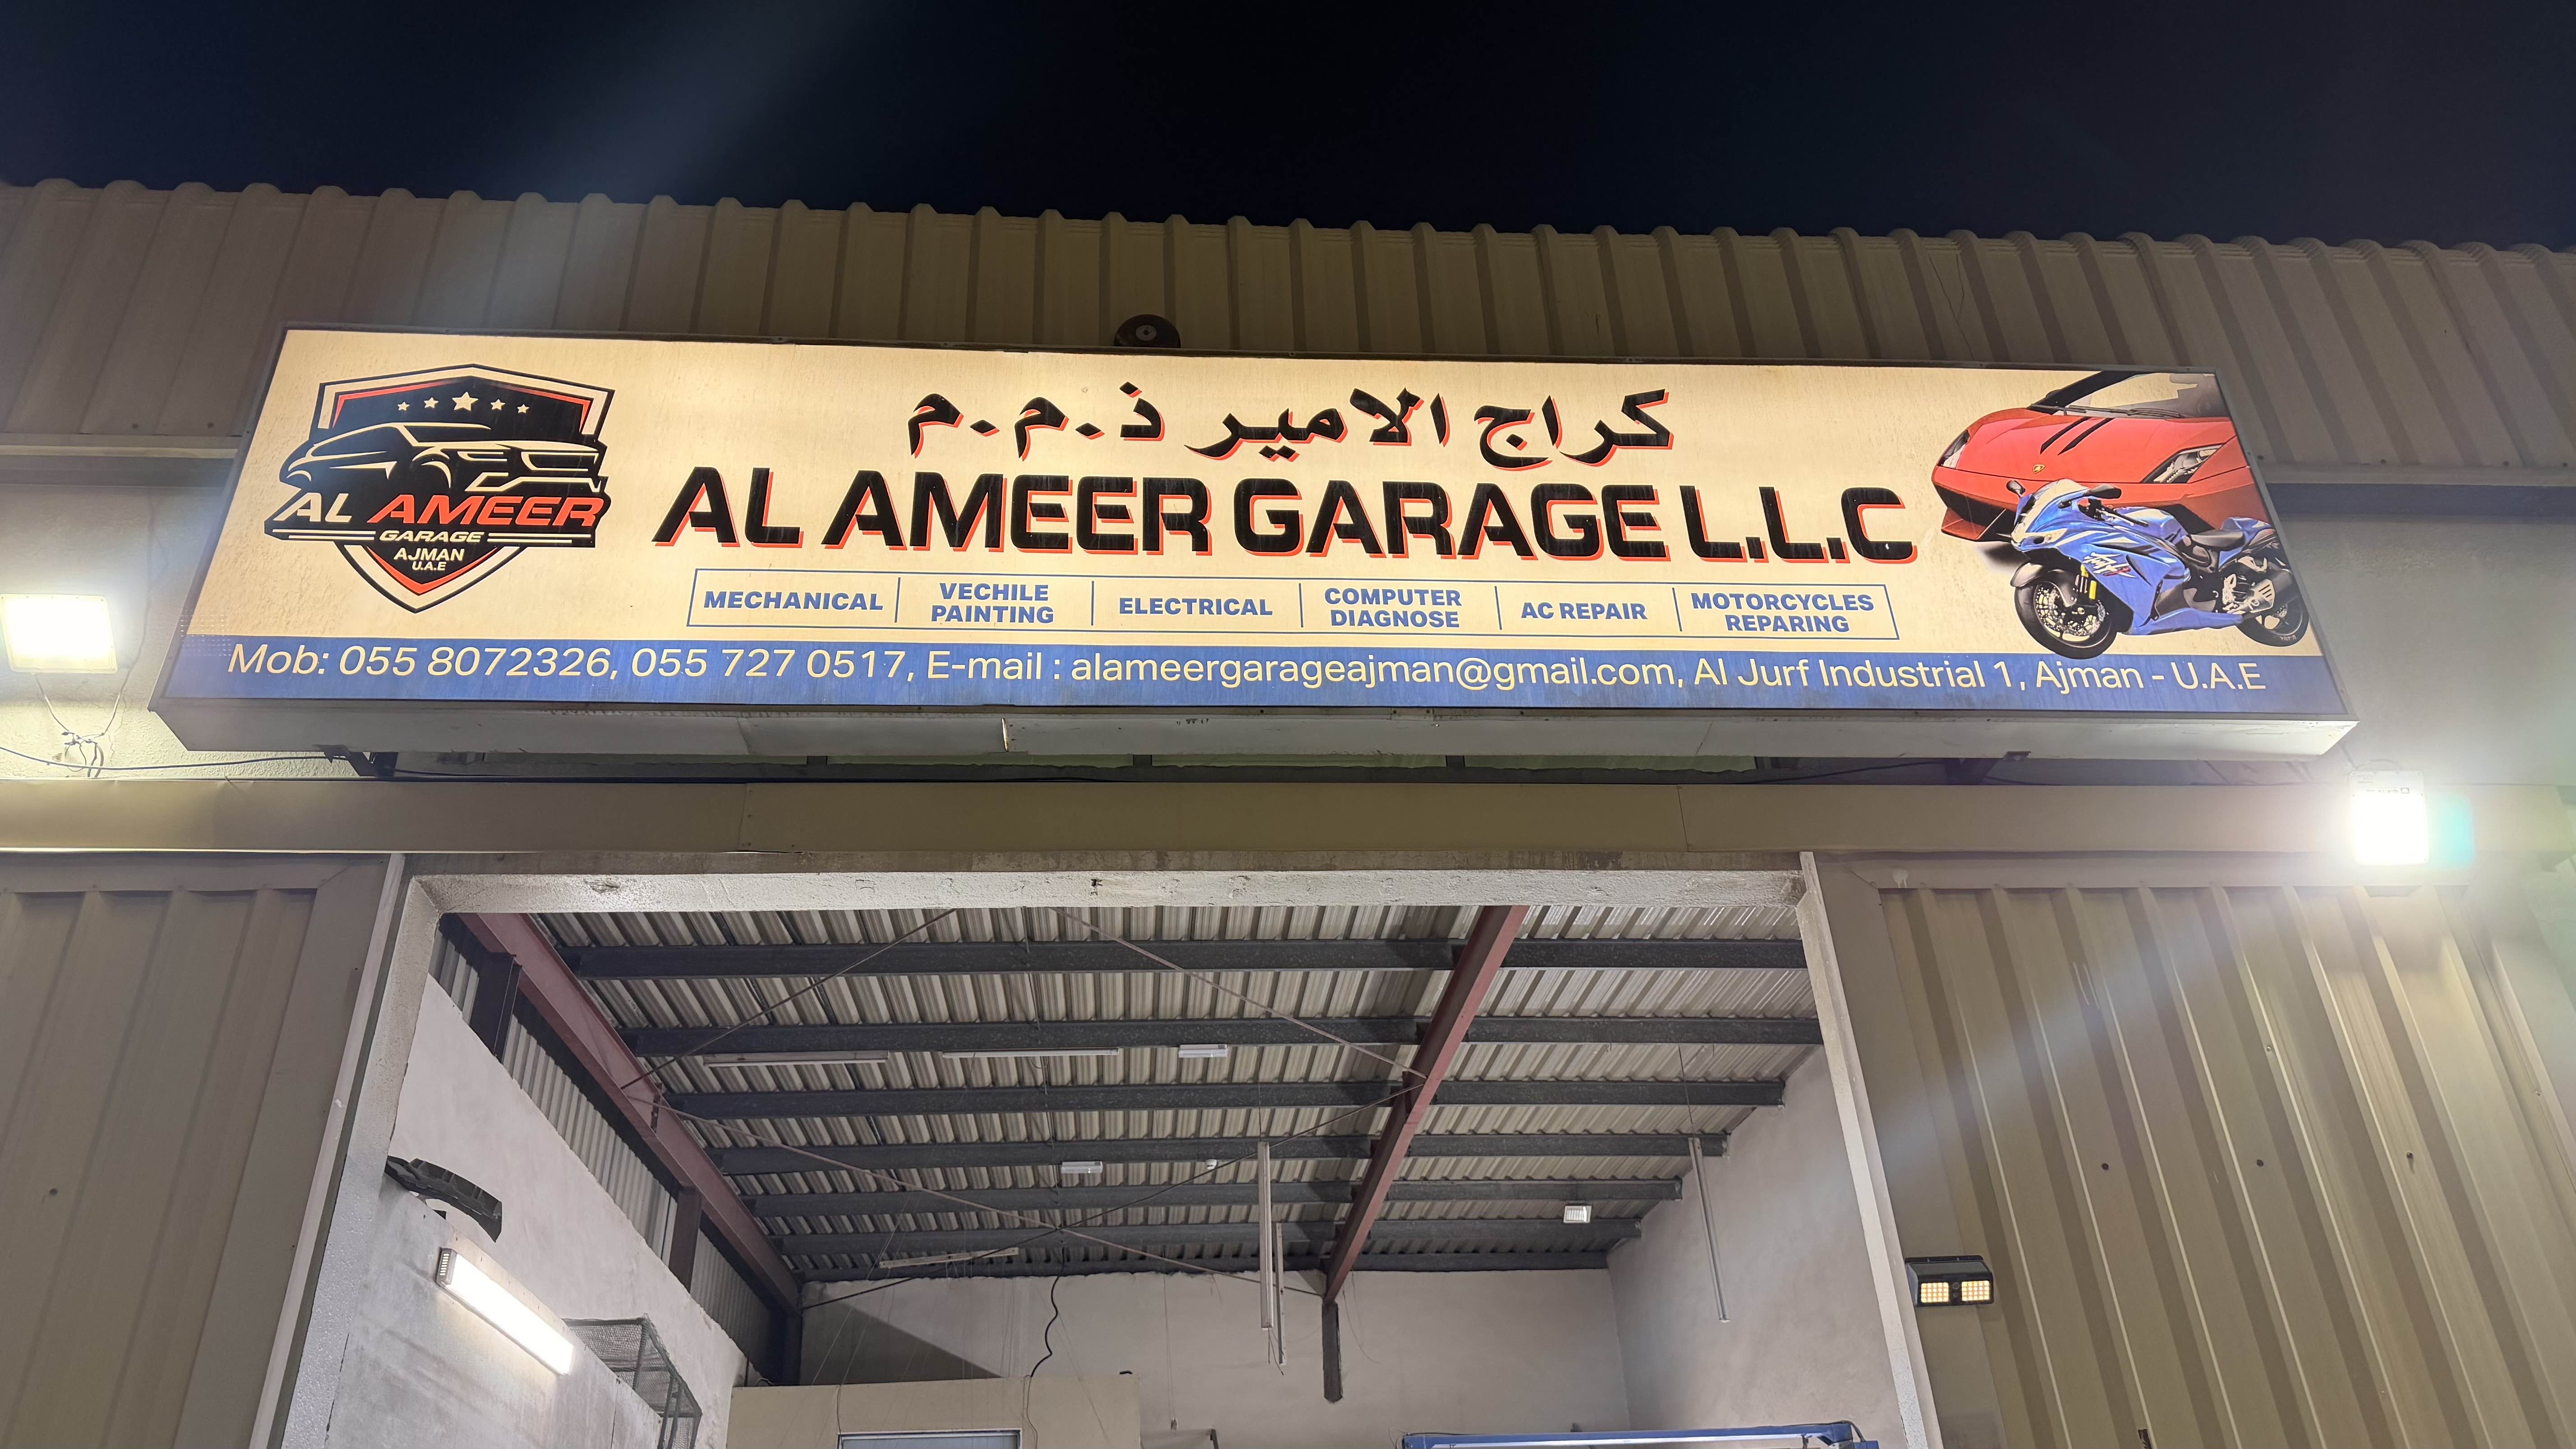 كراج الامير ذ.م.م
AL AMEER GARAGE L.L.C
AL AMEER
GARAGE
AJMAN
U.A.E
MECHANICAL
VECHILE
PAINTING
ELECTRICAL
COMPUTER
DIAGNOSE
AC REPAIR
MOTORCYCLES
REPARING
Mob: 055 8072326, 055 727 0517, E-mail : alameergarageajman@gmail.com, Al Jurf Industrial 1, Ajman - U.A.E